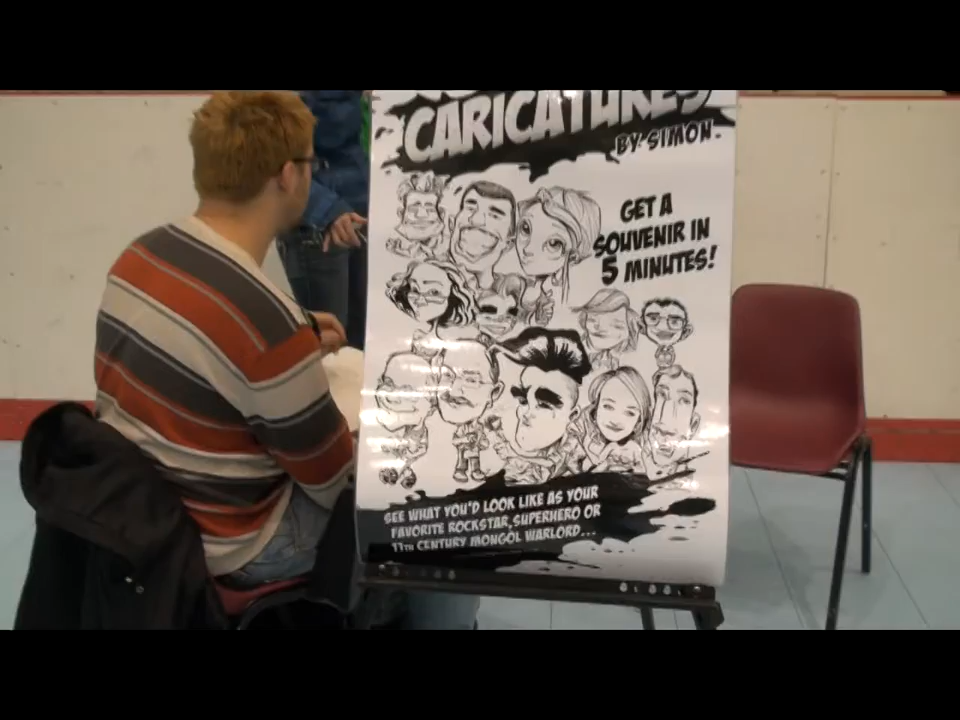 CARICATURES
BY SIMON.
GET A
SOUVENIR IN
5 MINUTES!
SEE WHAT YOU'D LOOK LIKE AS YOUR
FAVORITE ROCKSTAR, SUPERHERO OR
11TH CENTURY MONGOL WARLORD...